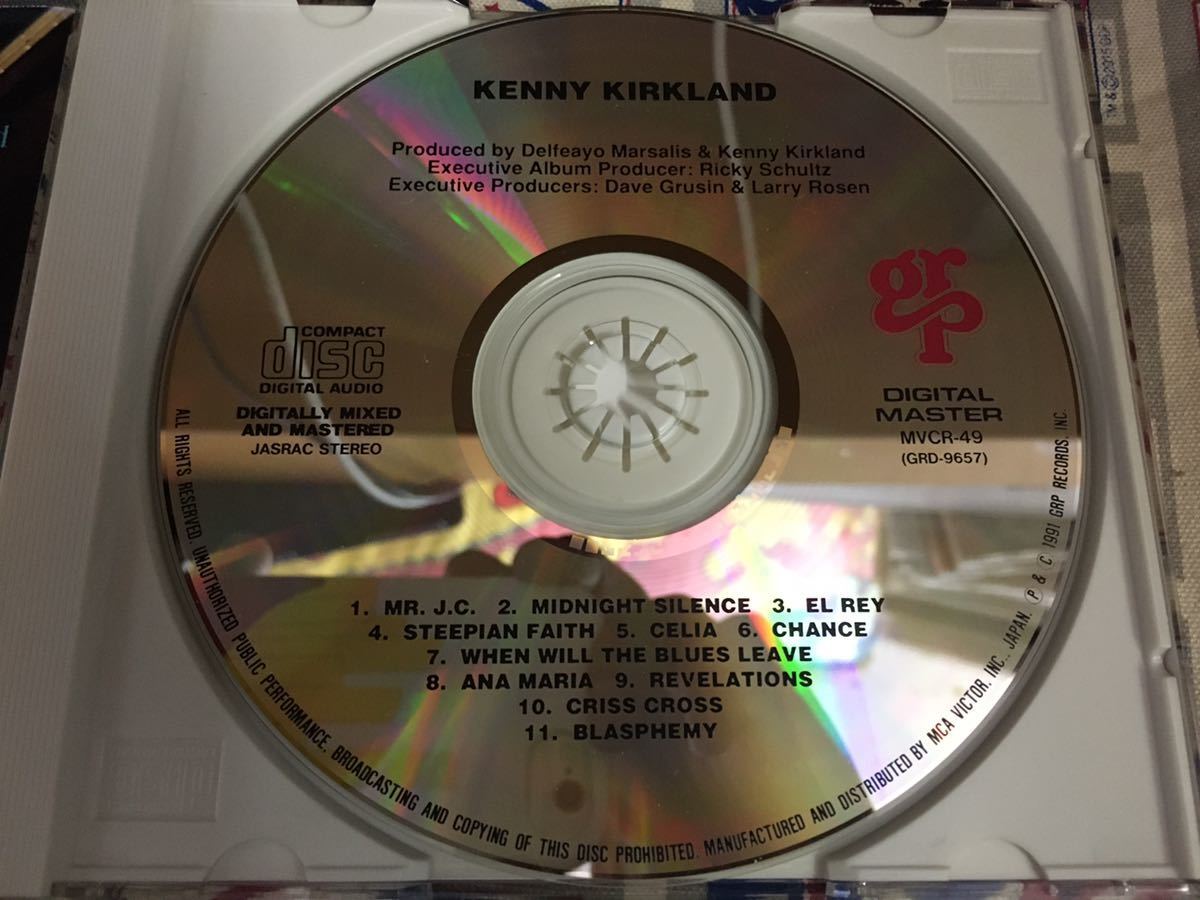 KENNY KIRKLAND
Produced by Delfeayo Marsalis & Kenny Kirkland
Executive Album Producer: Ricky Schultz
Executive Producers: Dave Grusin & Larry Rosen
COMPACT
disc
DIGITAL AUDIO
DIGITALLY MIXED
AND MASTERED
JASRAC STEREO
grp
DIGITAL
MASTER
MVCR-49
(GRD-9657)
1. MR. J.C. 2. MIDNIGHT SILENCE 3. EL REY
4. STEEPIAN FAITH 5. CELIA 6. CHANCE
7. WHEN WILL THE BLUES LEAVE
8. ANA MARIA 9. REVELATIONS
10. CRISS CROSS
11. BLASPHEMY
ALL RIGHTS RESERVED. UNAUTHORIZED PUBLIC PERFORMANCE, BROADCASTING AND COPYING OF THIS DISC PROHIBITED. MANUFACTURED AND DISTRIBUTED BY MCA VICTOR, INC., JAPAN. Ⓟ & C 1991 GRP RECORDS, INC.